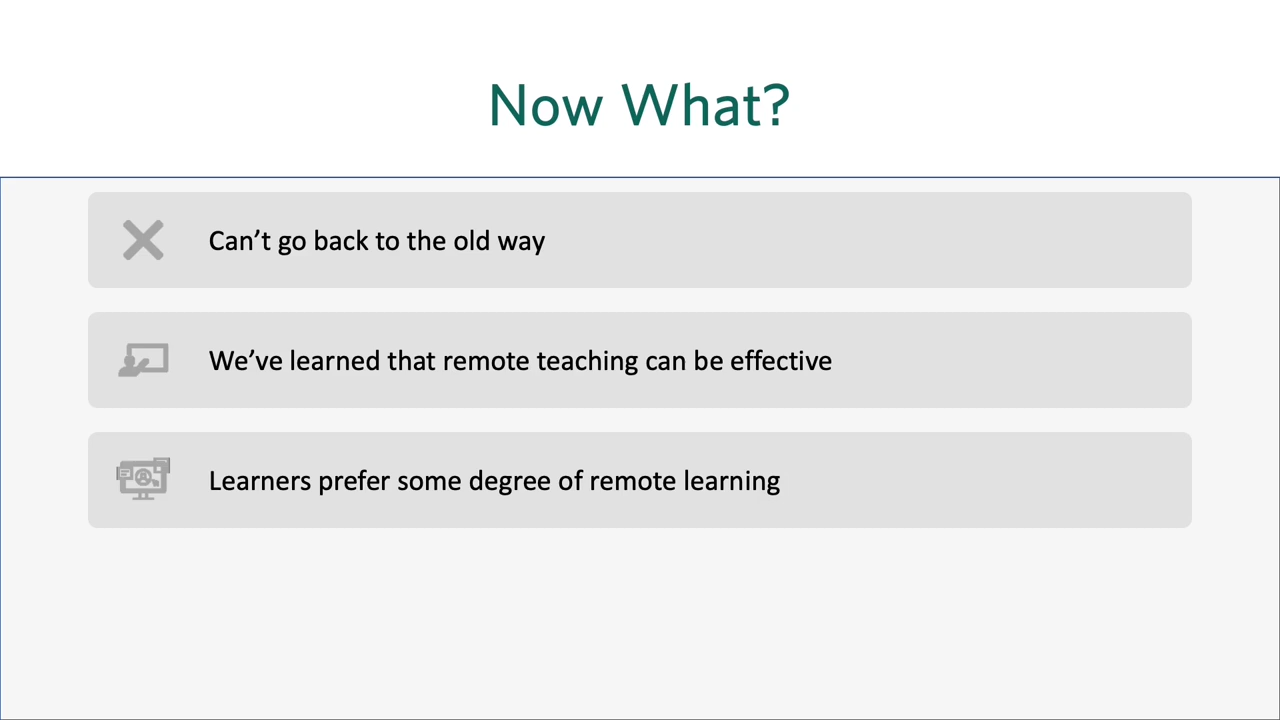 Now What?
Can’t go back to the old way
We’ve learned that remote teaching can be effective
Learners prefer some degree of remote learning